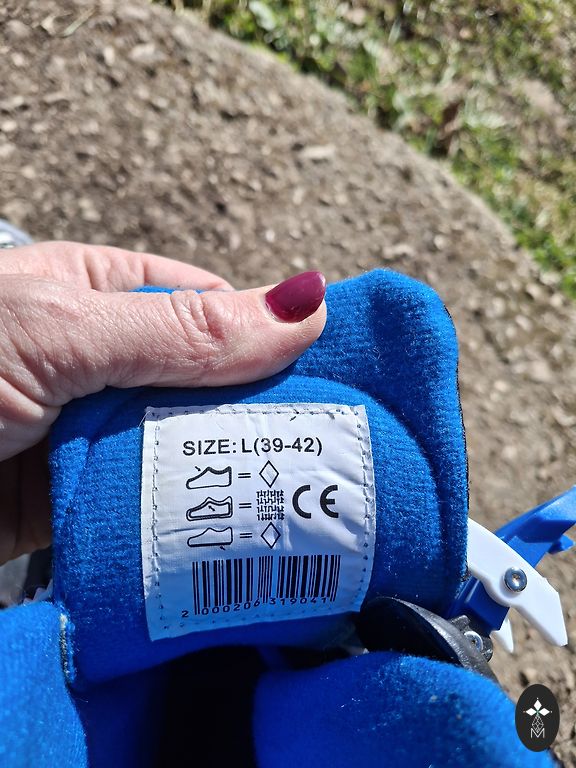 SIZE: L(39-42)
=
= CE
=
2 000206 319041